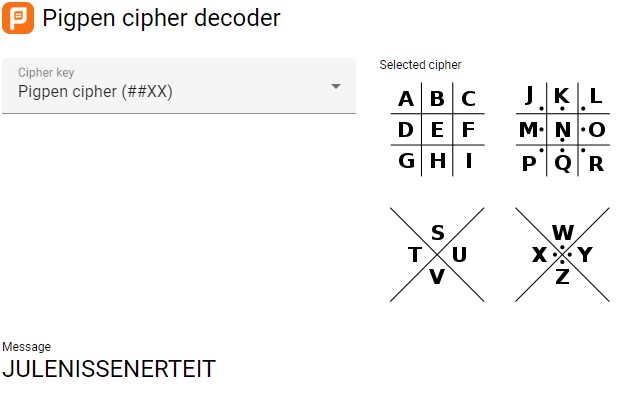 Pigpen cipher decoder
Cipher key
Pigpen cipher (##XX)
Selected cipher
A B C
D E F
G H I
J K L
M N O
P Q R
S
T U
V
W
X Y
Z
Message
JULENISSENERTEIT